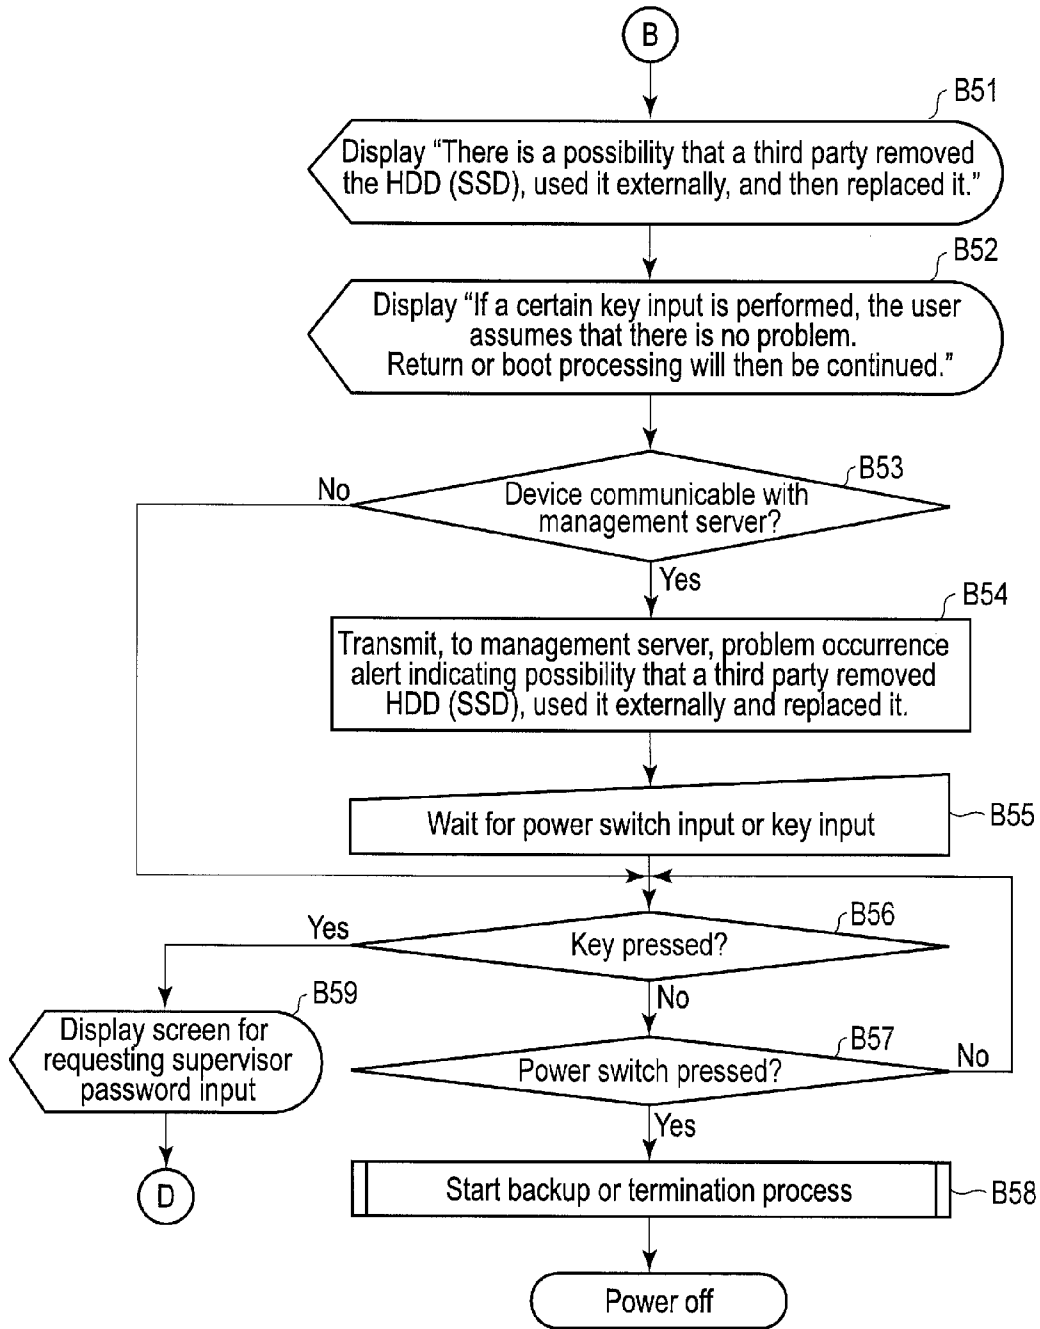 B
B51
Display “There is a possibility that a third party removed
the HDD (SSD), used it externally, and then replaced it.”
B52
Display “If a certain key input is performed, the user
assumes that there is no problem.
Return or boot processing will then be continued.”
B53
No
Device communicable with
management server?
Yes
B54
Transmit, to management server, problem occurrence
alert indicating possibility that a third party removed
HDD (SSD), used it externally and replaced it.
Wait for power switch input or key input
B55
B56
Yes
Key pressed?
No
B59
Display screen for
requesting supervisor
password input
B57
Power switch pressed?
No
Yes
D
Start backup or termination process
B58
Power off